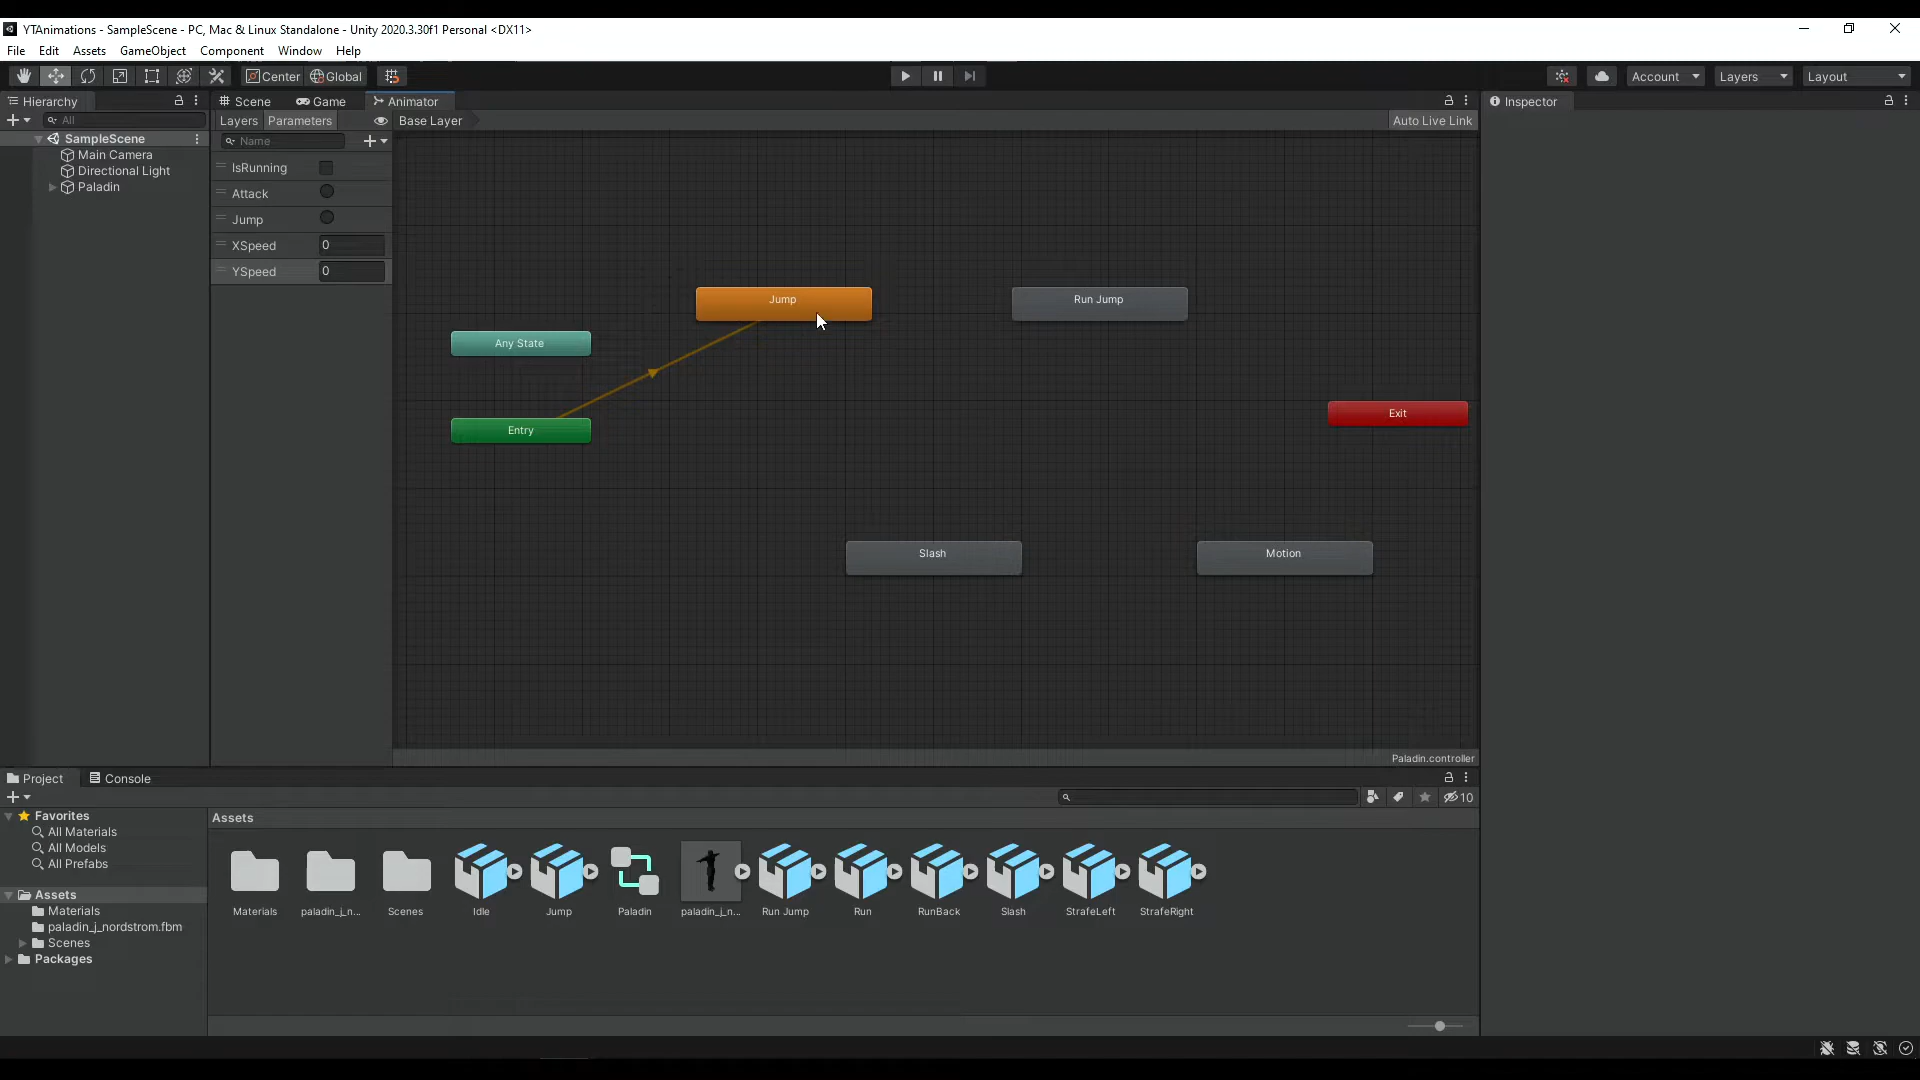 YTAnimations - SampleScene - PC, Mac & Linux Standalone - Unity 2020.3.30f1 Personal <DX11>
File Edit Assets GameObject Component Window Help
Center Global Account Layers Layout
Hierarchy
All
SampleScene
Main Camera
Directional Light
Paladin
Scene Game Animator
Layers Parameters Base Layer Auto Live Link
Name
IsRunning
Attack
Jump
XSpeed 0
YSpeed 0
Jump
Run Jump
Any State
Exit
Entry
Slash
Motion
Paladin.controller
Inspector
Project Console
10
Favorites
All Materials
All Models
All Prefabs
Assets
Materials
paladin_j_nordstrom.fbm
Scenes
Packages
Assets
Materials paladin_j_n... Scenes Idle Jump Paladin paladin_j_n... Run Jump Run RunBack Slash StrafeLeft StrafeRight